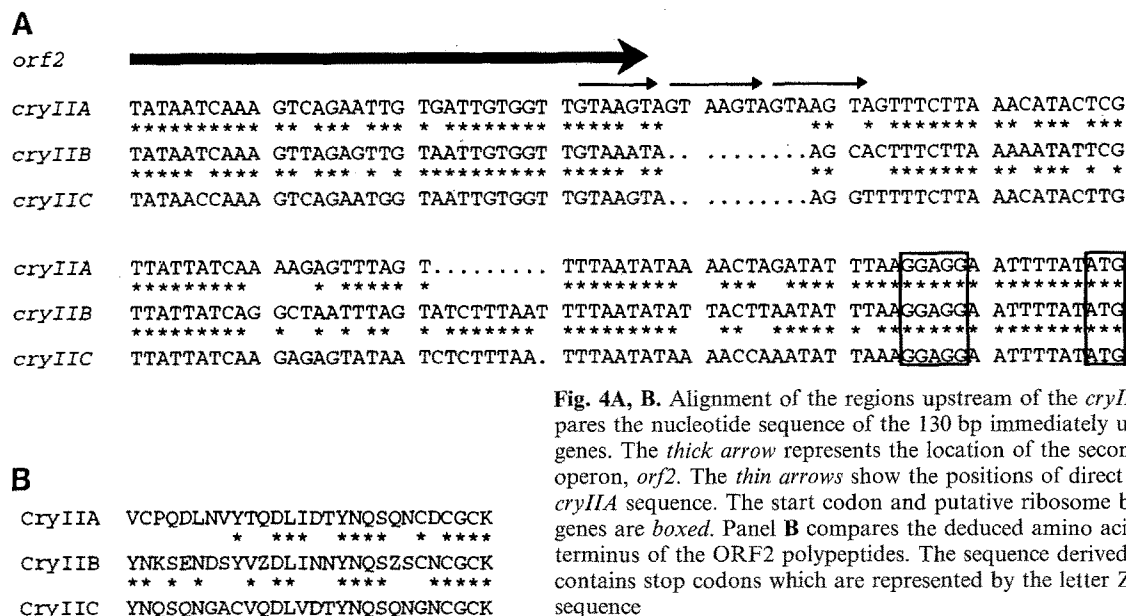 A
orf2
cryIIA TATAATCAAA GTCAGAATTG TGATTGTGGT TGTAAGTAGT AAGTAGTAAG TAGTTTCTTA AACATACTCG
********** ** *** *** * ******** ***** ** ** * ******* ** **** ***
cryIIB TATAATCAAA GTTAGAGTTG TAATTGTGGT TGTAAATA.. ........AG CACTTTCTTA AAAATATTCG
***** **** ** **** ** * ******** ***** ** ** ******* ** **** * *
cryIIC TATAACCAAA GTCAGAATGG TAATTGTGGT TGTAAGTA.. ........AG GTTTTTCTTA AACATACTTG
cryIIA TTATTATCAA AAGAGTTTAG T......... TTTAATATAA AACTAGATAT TTAAGGAGGA ATTTTATATG
********* * ***** * ********* *** **** ********** **********
cryIIB TTATTATCAG GCTAATTTAG TATCTTTAAT TTTAATATAT TACTTAATAT TTAAGGAGGA ATTTTATATG
********* * * ** * ******* ********* ** ***** * ******** **********
cryIIC TTATTATCAA GAGAGTATAA TCTCTTTAA. TTTAATATAA AACCAAATAT TAAAGGAGGA ATTTTATATG
Fig. 4A, B. Alignment of the regions upstream of the cryII
pares the nucleotide sequence of the 130 bp immediately u
genes. The thick arrow represents the location of the secon
operon, orf2. The thin arrows show the positions of direct
cryIIA sequence. The start codon and putative ribosome b
genes are boxed. Panel B compares the deduced amino aci
terminus of the ORF2 polypeptides. The sequence derived
contains stop codons which are represented by the letter Z
sequence
B
CryIIA VCPQDLNVYTQDLIDTYNQSQNCDCGCK
* *** **** * ****
CryIIB YNKSENDSYVZDLINNYNQSZSCNCGCK
** * * * *** **** ****
CryIIC YNQSQNGACVQDLVDTYNQSQNGNCGCK